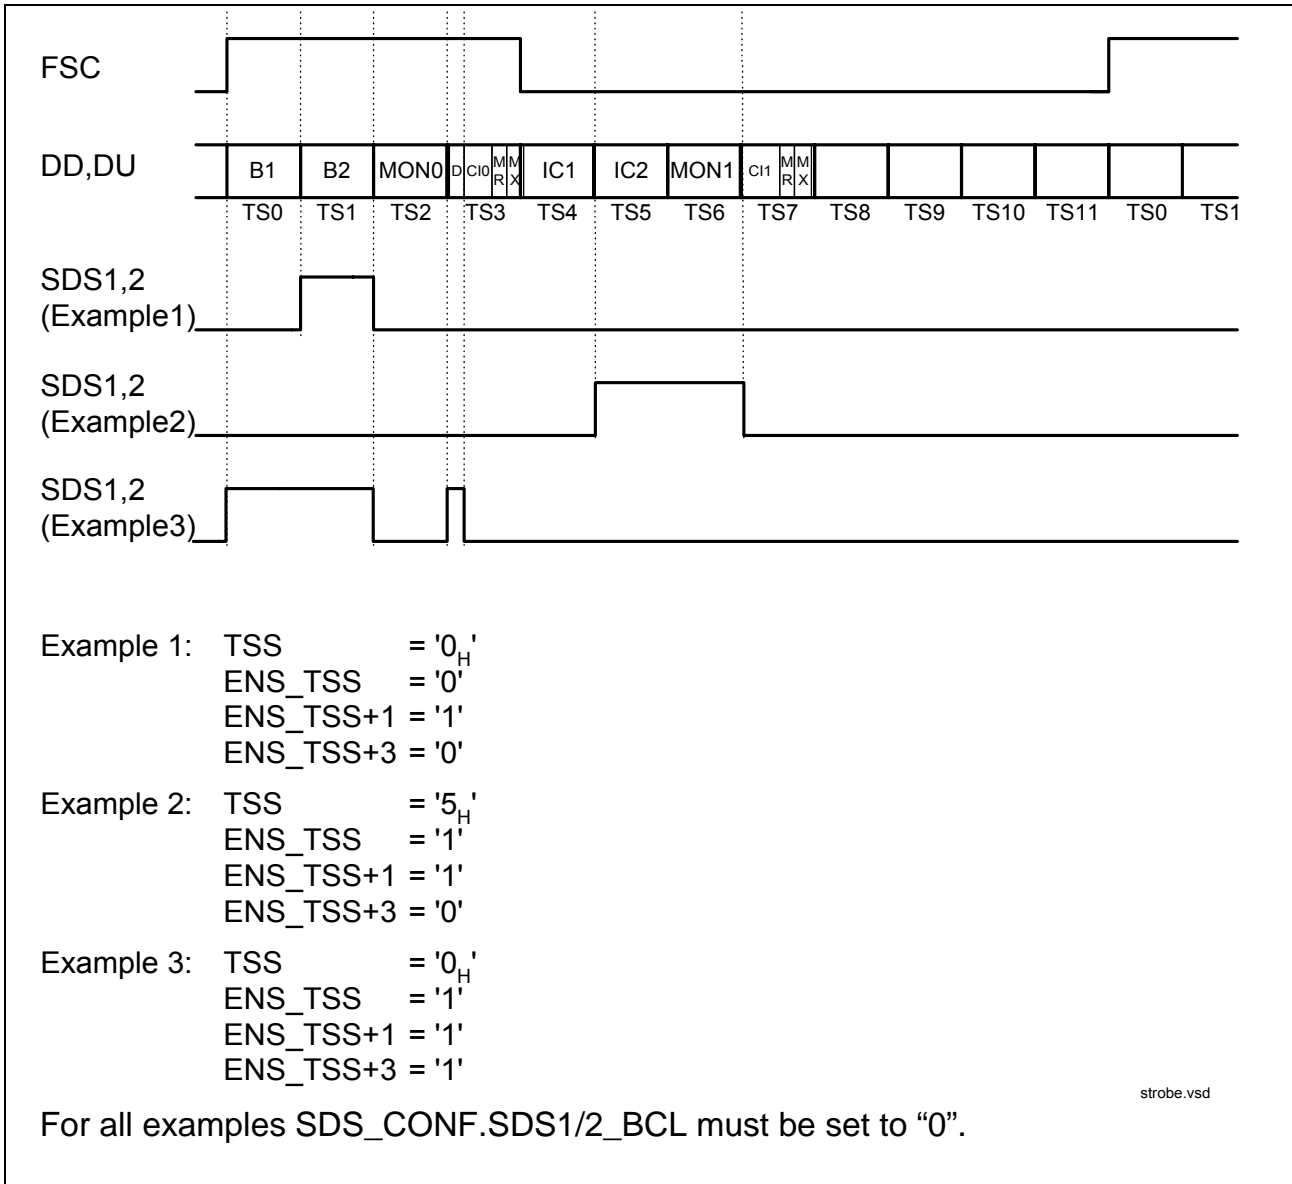 FSC
DD,DU B1 B2 MON0 D CI0 MR MX IC1 IC2 MON1 CI1 MR MX
TS0 TS1 TS2 TS3 TS4 TS5 TS6 TS7 TS8 TS9 TS10 TS11 TS0 TS1
SDS1,2
(Example1)
SDS1,2
(Example2)
SDS1,2
(Example3)
Example 1: TSS = '0H'
ENS_TSS = '0'
ENS_TSS+1 = '1'
ENS_TSS+3 = '0'
Example 2: TSS = '5H'
ENS_TSS = '1'
ENS_TSS+1 = '1'
ENS_TSS+3 = '0'
Example 3: TSS = '0H'
ENS_TSS = '1'
ENS_TSS+1 = '1'
ENS_TSS+3 = '1'
strobe.vsd
For all examples SDS_CONF.SDS1/2_BCL must be set to “0”.